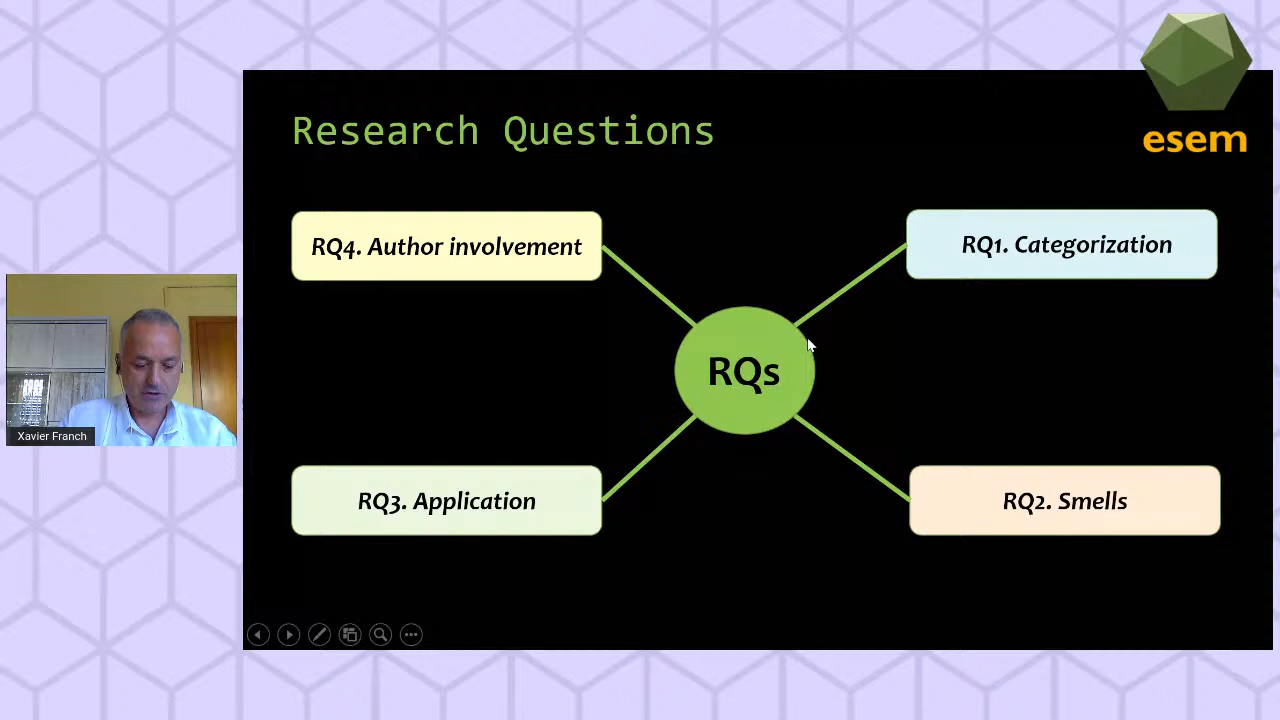 Research Questions
esem
RQ4. Author involvement
RQ1. Categorization
RQs
Xavier Franch
RQ3. Application
RQ2. Smells